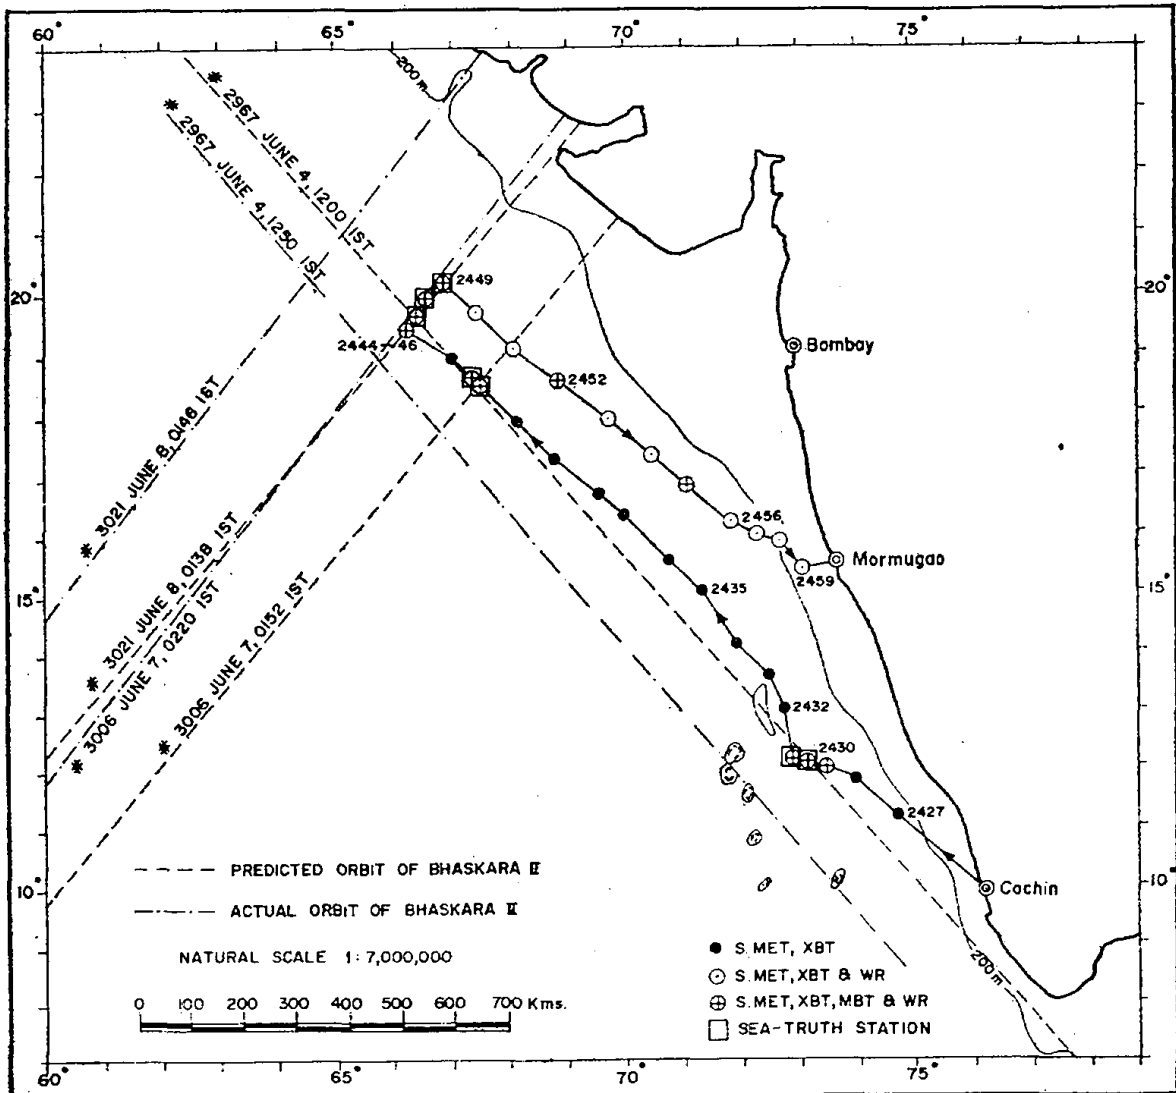 60° 65° 70° 75°
200 m
* 2967 JUNE 4, 1200 IST
* 2967 JUNE 4, 1250 IST
20° 20°
2449
2444-46
2452
Bombay
* 3021 JUNE 8, 0146 IST
2456
Mormugao
2459
* 3021 JUNE 8, 0138 IST
* 3006 JUNE 7, 0220 IST
* 3006 JUNE 7, 0152 IST
15° 15°
2435
2432
2430
2427
10° 10°
Cochin
200 m
--- PREDICTED ORBIT OF BHASKARA II
-·- ACTUAL ORBIT OF BHASKARA II
NATURAL SCALE 1:7,000,000
0 100 200 300 400 500 600 700 Kms.
S.MET, XBT
S.MET, XBT & WR
S.MET, XBT, MBT & WR
SEA-TRUTH STATION
60° 65° 70° 75°